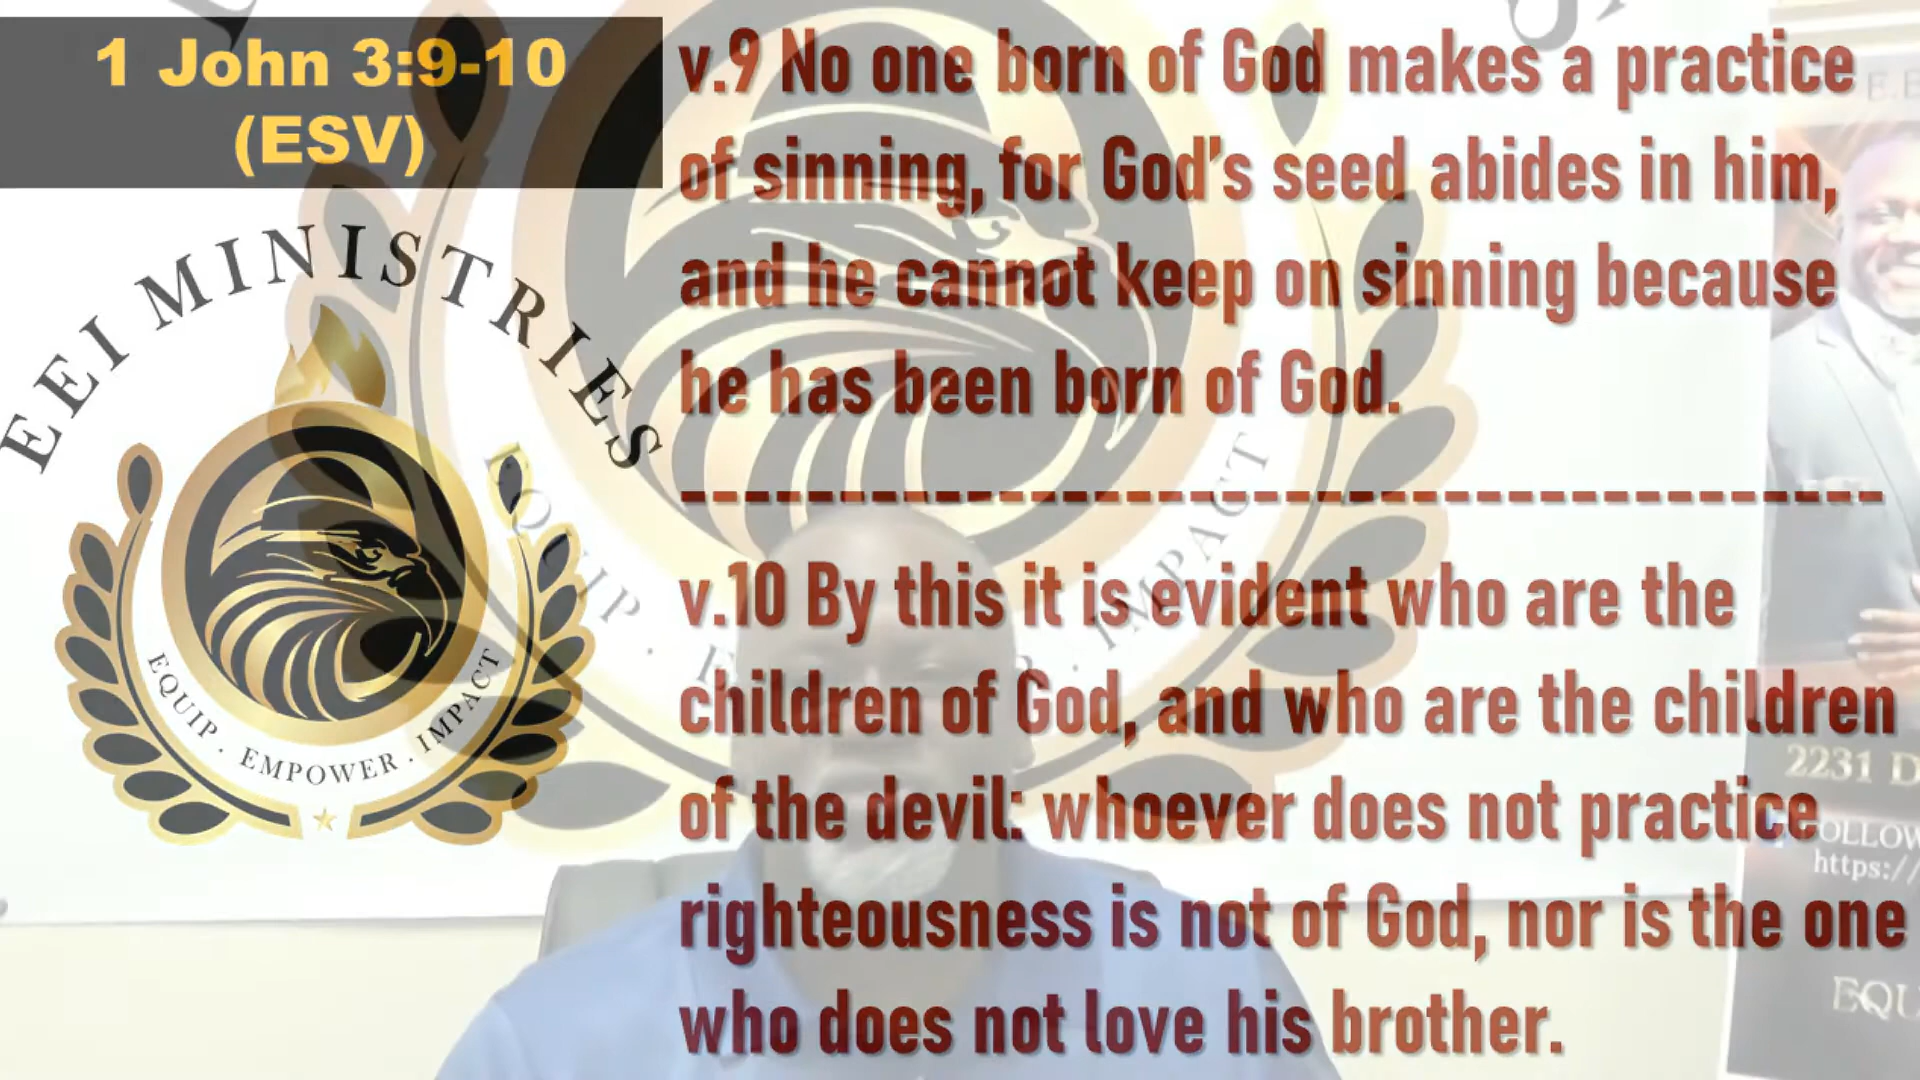 1 John 3:9-10
(ESV)
EEI MINISTRIES
EQUIP . EMPOWER . IMPACT
v.9 No one born of God makes a practice
of sinning, for God's seed abides in him,
and he cannot keep on sinning because
he has been born of God.
----------------------------------------
v.10 By this it is evident who are the
children of God, and who are the children
of the devil: whoever does not practice
righteousness is not of God, nor is the one
who does not love his brother.
EQUIP .
. IMPACT
2231 D
OLLOW
https://
EQU